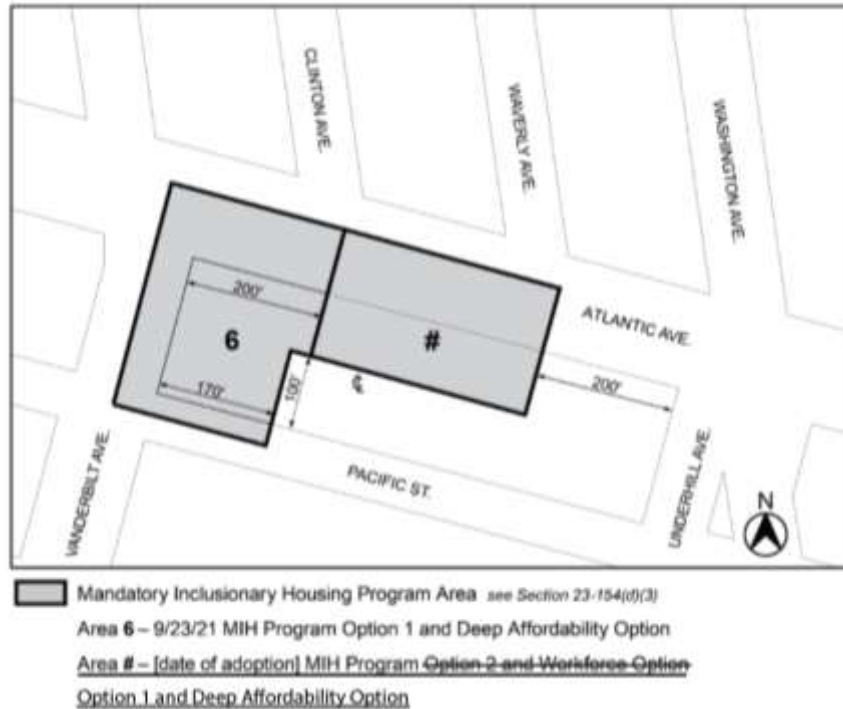 CLINTON AVE.
WAVERLY AVE.
WASHINGTON AVE.
ATLANTIC AVE.
200'
6
#
170'
100'
200'
VANDERBILT AVE.
PACIFIC ST.
UNDERHILL AVE.
N
Mandatory Inclusionary Housing Program Area see Section 23-154(d)(3)
Area 6 – 9/23/21 MIH Program Option 1 and Deep Affordability Option
Area # – [date of adoption] MIH Program Option 2 and Workforce Option
Option 1 and Deep Affordability Option